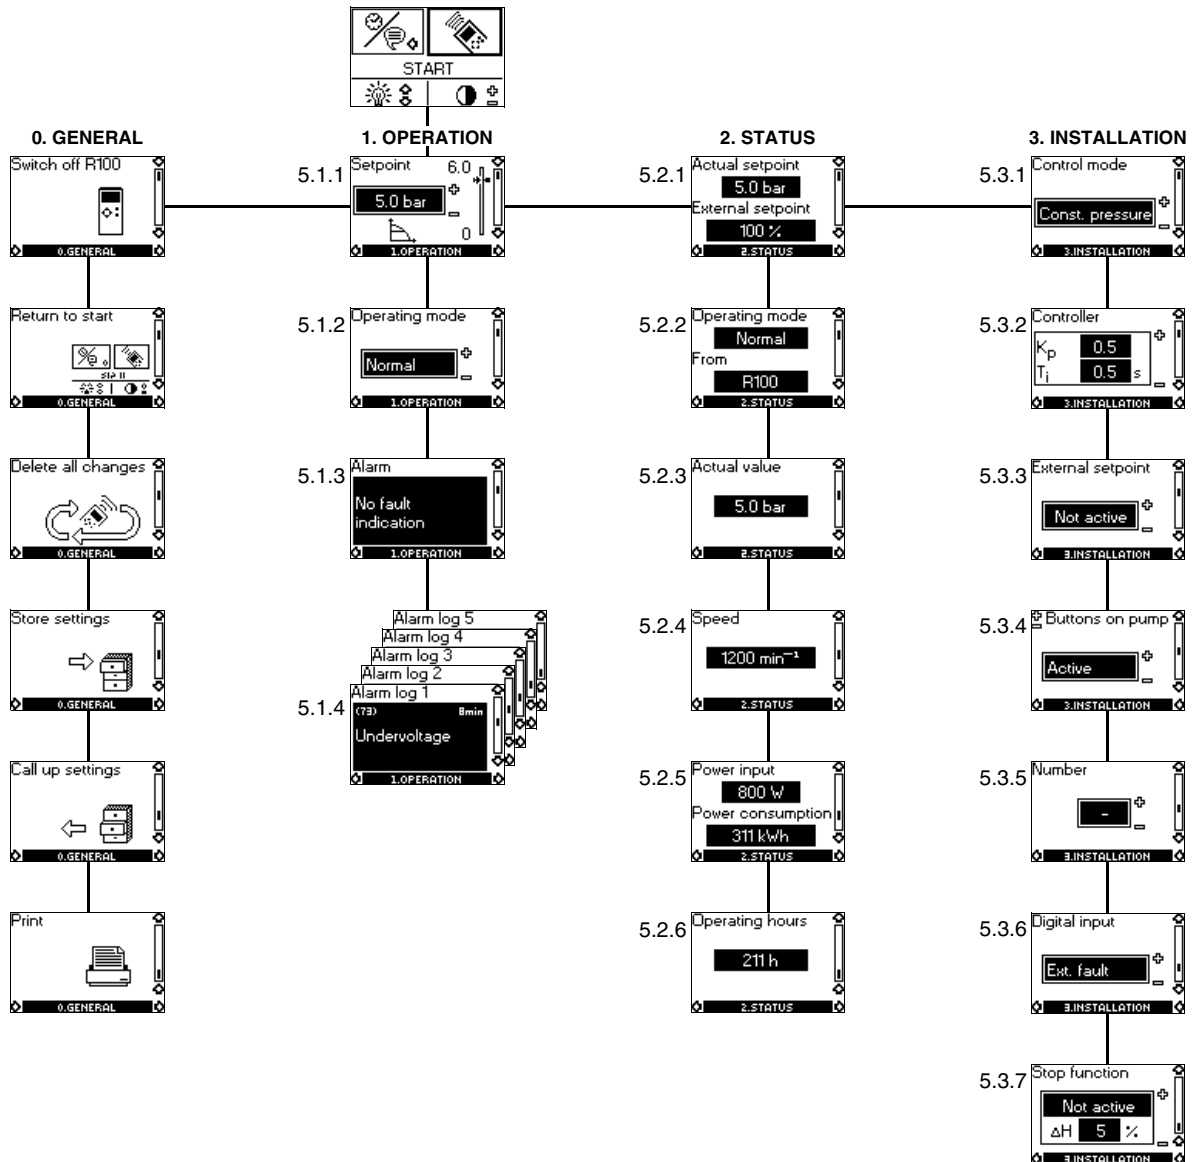 START
0. GENERAL
Switch off R100
0.GENERAL
Return to start
START
0.GENERAL
Delete all changes
0.GENERAL
Store settings
0.GENERAL
Call up settings
0.GENERAL
Print
0.GENERAL
1. OPERATION
5.1.1
Setpoint
6.0
5.0 bar
0
1.OPERATION
5.1.2
Operating mode
Normal
1.OPERATION
5.1.3
Alarm
No fault
indication
1.OPERATION
Alarm log 5
Alarm log 4
Alarm log 3
Alarm log 2
Alarm log 1
5.1.4
(73) 8min
Undervoltage
1.OPERATION
2. STATUS
5.2.1
Actual setpoint
5.0 bar
External setpoint
100 %
2.STATUS
5.2.2
Operating mode
Normal
From
R100
2.STATUS
5.2.3
Actual value
5.0 bar
2.STATUS
5.2.4
Speed
1200 min⁻¹
2.STATUS
5.2.5
Power input
800 W
Power consumption
311 kWh
2.STATUS
5.2.6
Operating hours
211 h
2.STATUS
3. INSTALLATION
5.3.1
Control mode
Const. pressure
3.INSTALLATION
5.3.2
Controller
Kp 0.5
Ti 0.5 s
3.INSTALLATION
5.3.3
External setpoint
Not active
3.INSTALLATION
5.3.4
Buttons on pump
Active
3.INSTALLATION
5.3.5
Number
-
3.INSTALLATION
5.3.6
Digital input
Ext. fault
3.INSTALLATION
5.3.7
Stop function
Not active
ΔH 5 %
3.INSTALLATION